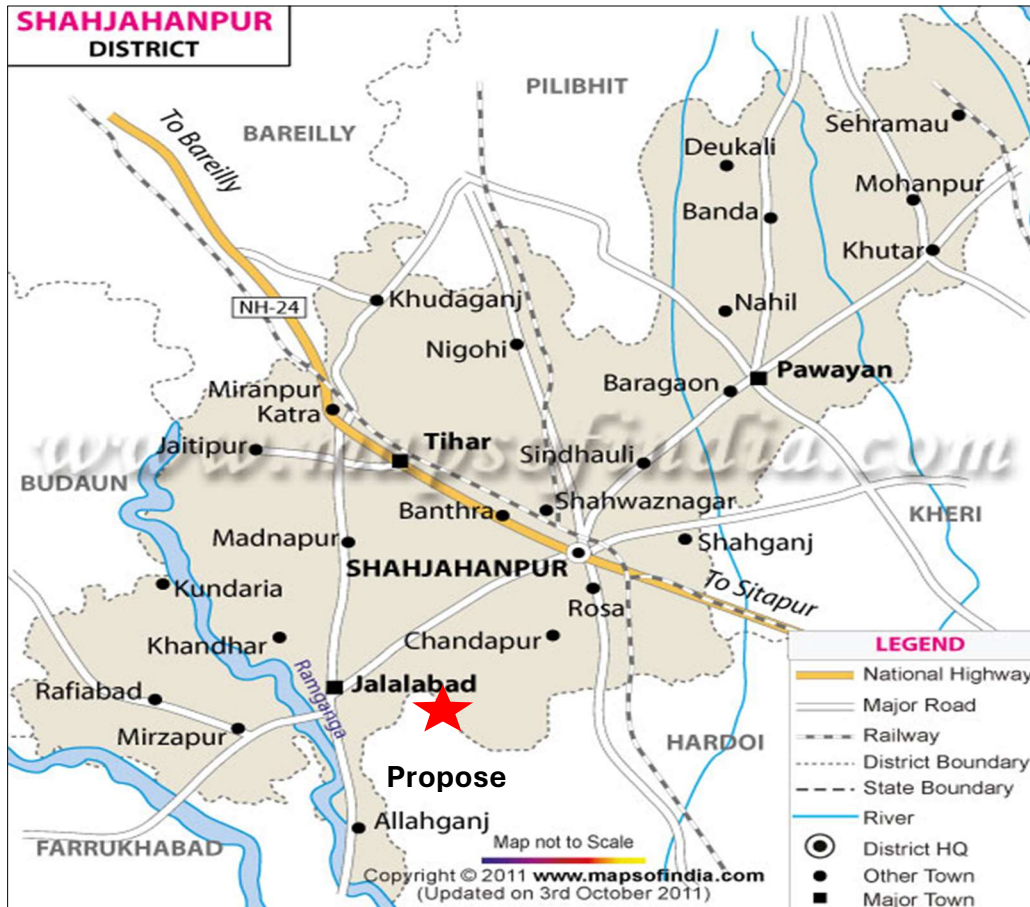 SHAHJAHANPUR
DISTRICT
PILIBHIT
BAREILLY
To Bareilly
Sehramau
Deukali
Mohanpur
Banda
Khutar
NH-24
Khudaganj
Nahil
Nigohi
Pawayan
Baragaon
Miranpur
Katra
www.mapsofindia.com
Tihar
Jaitipur
Sindhauli
BUDAUN
Shahwaznagar
Banthra
KHERI
Madnapur
Shahganj
SHAHJAHANPUR
Kundaria
To Sitapur
Rosa
Khandhar
Chandapur
Ramganga
Jalalabad
Rafiabad
Mirzapur
HARDOI
Propose
Allahganj
FARRUKHABAD
LEGEND
National Highway
Major Road
Railway
District Boundary
State Boundary
River
District HQ
Other Town
Major Town
Map not to Scale
Copyright © 2011 www.mapsofindia.com
(Updated on 3rd October 2011)